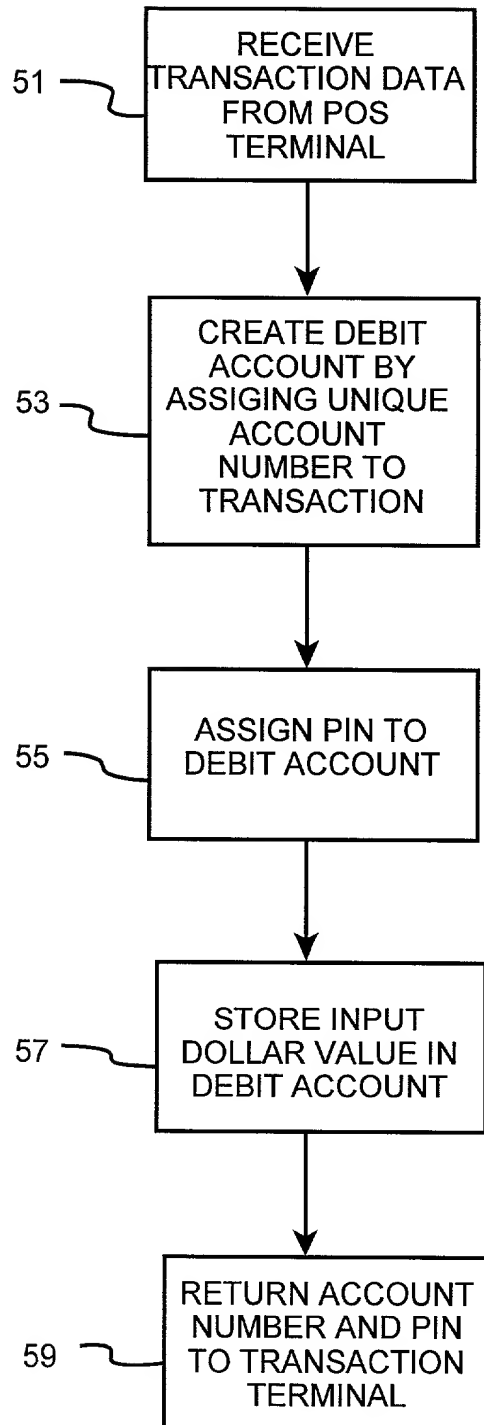 51
RECEIVE
TRANSACTION DATA
FROM POS
TERMINAL
53
CREATE DEBIT
ACCOUNT BY
ASSIGING UNIQUE
ACCOUNT
NUMBER TO
TRANSACTION
55
ASSIGN PIN TO
DEBIT ACCOUNT
57
STORE INPUT
DOLLAR VALUE IN
DEBIT ACCOUNT
59
RETURN ACCOUNT
NUMBER AND PIN
TO TRANSACTION
TERMINAL